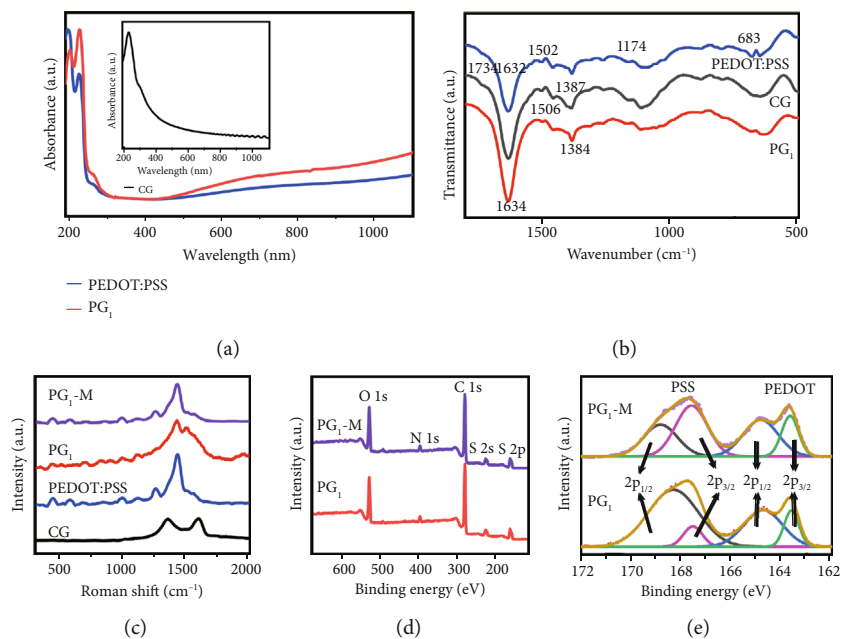 Absorbance (a.u.)
Absorbance (a.u.)
200 400 600 800 1000
Wavelength (nm)
CG
200 400 600 800 1000
Wavelength (nm)
PEDOT:PSS
PG1
(a)
Transmittance (a.u.)
1734 1632 1502 1174 683
PEDOT:PSS
1387
CG
1506
1384
PG1
1634
1500 1000 500
Wavenumber (cm−1)
(b)
Intensity (a.u.)
PG1-M
PG1
PEDOT:PSS
CG
500 1000 1500 2000
Roman shift (cm−1)
(c)
Intensity (a.u.)
C 1s
O 1s
PG1-M
N 1s
S 2s S 2p
PG1
600 500 400 300 200
Binding energy (eV)
(d)
Intensity (a.u.)
PSS PEDOT
PG1-M
2p1/2 2p3/2 2p1/2 2p3/2
PG1
172 170 168 166 164 162
Binding energy (eV)
(e)